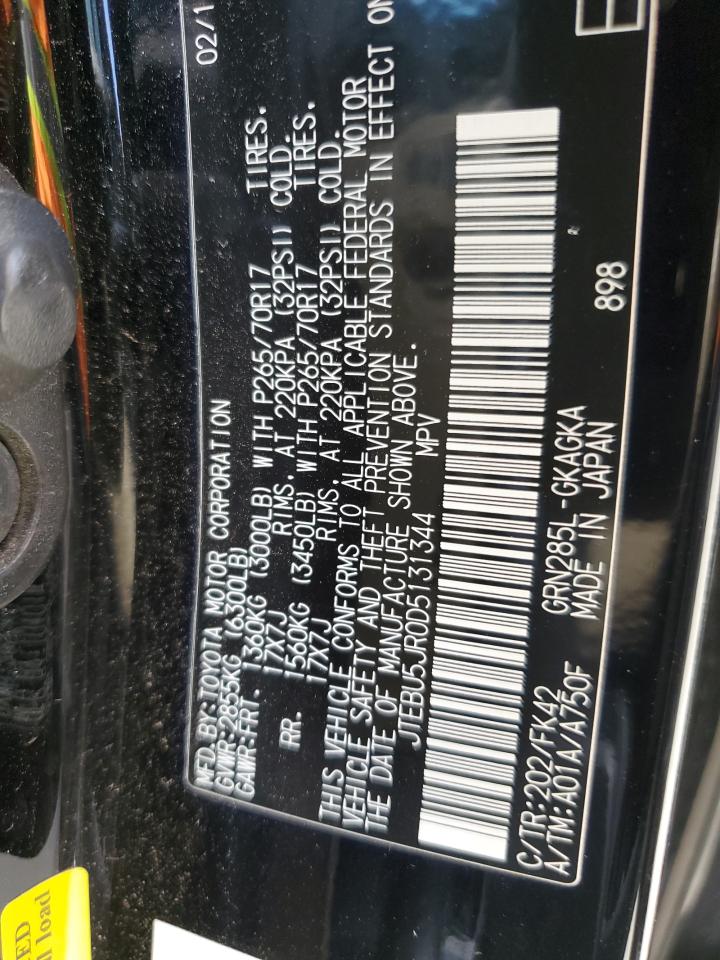 02/1
MFD.BY:TOYOTA MOTOR CORPORATION
GVWR:2855KG (6300LB)
GAWR-FRT. 1360KG (3000LB) WITH P265/70R17 TIRES.
17X7J RIMS. AT 220KPA (32PSI) COLD.
RR. 1560KG (3450LB) WITH P265/70R17 TIRES.
17X7J RIMS. AT 220KPA (32PSI) COLD.
THIS VEHICLE CONFORMS TO ALL APPLICABLE FEDERAL MOTOR
VEHICLE SAFETY AND THEFT PREVENTION STANDARDS IN EFFECT ON
THE DATE OF MANUFACTURE SHOWN ABOVE.
JTEBU5JR0D5131344 MPV
C/TR:202/FK42 GRN285L-GKAGKA 898
A/TM:A01A/A750F MADE IN JAPAN
ED
l load